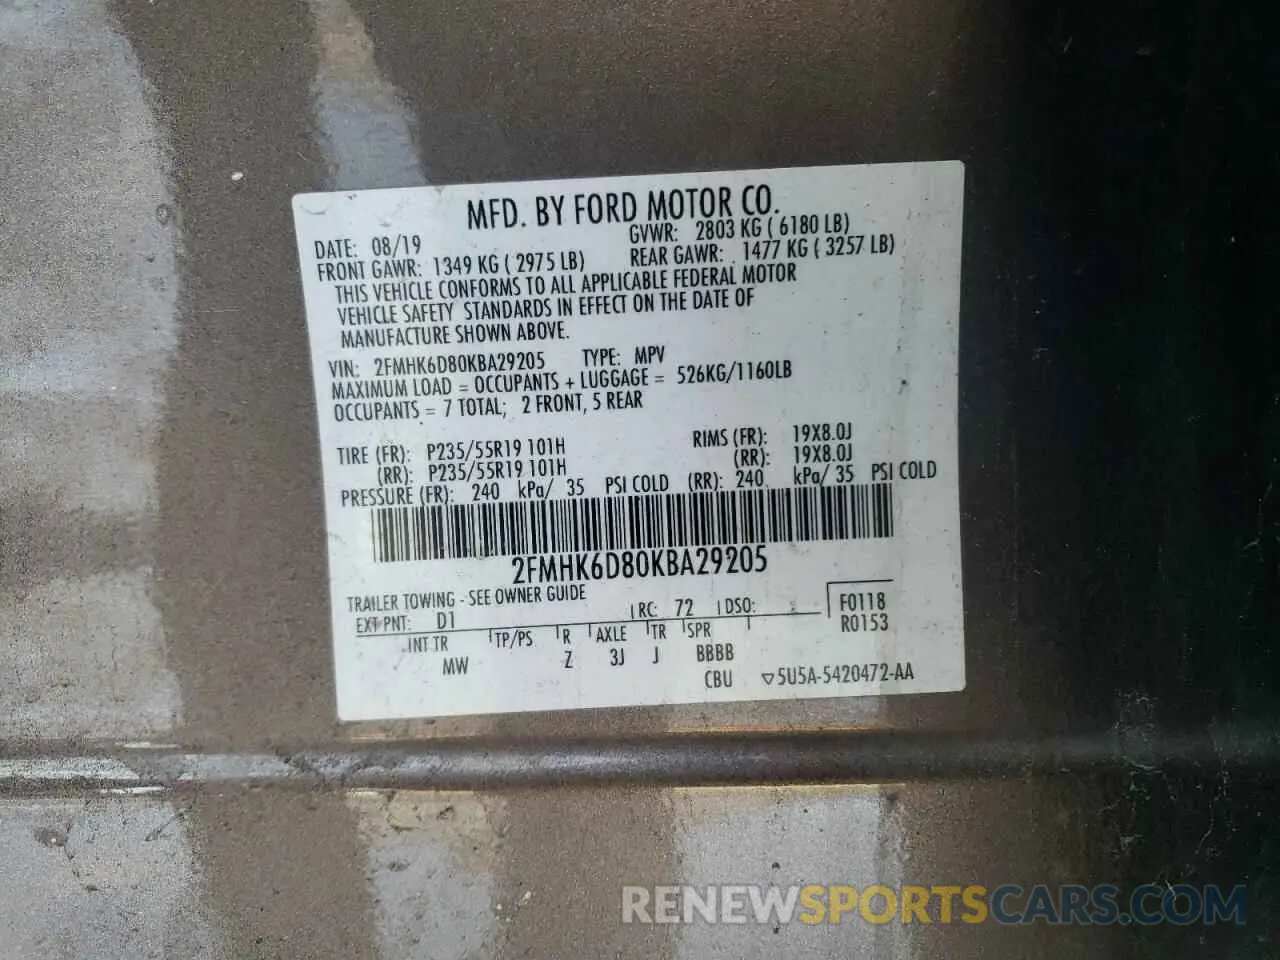 MFD. BY FORD MOTOR CO.
DATE: 08/19 GVWR: 2803 KG ( 6180 LB)
FRONT GAWR: 1349 KG ( 2975 LB) REAR GAWR: 1477 KG ( 3257 LB)
THIS VEHICLE CONFORMS TO ALL APPLICABLE FEDERAL MOTOR
VEHICLE SAFETY STANDARDS IN EFFECT ON THE DATE OF
MANUFACTURE SHOWN ABOVE.
VIN: 2FMHK6D80KBA29205 TYPE: MPV
MAXIMUM LOAD = OCCUPANTS + LUGGAGE = 526KG/1160LB
OCCUPANTS = 7 TOTAL; 2 FRONT, 5 REAR
TIRE (FR): P235/55R19 101H RIMS (FR): 19X8.0J
(RR): P235/55R19 101H (RR): 19X8.0J
PRESSURE (FR): 240 kPa/ 35 PSI COLD (RR): 240 kPa/ 35 PSI COLD
2FMHK6D80KBA29205
TRAILER TOWING - SEE OWNER GUIDE
EXT PNT: D1 RC: 72 DSO: F0118
R0153
INT TR TP/PS R AXLE TR SPR
MW Z 3J J BBBB
CBU ▽5U5A-5420472-AA
RENEWSPORTSCARS.COM